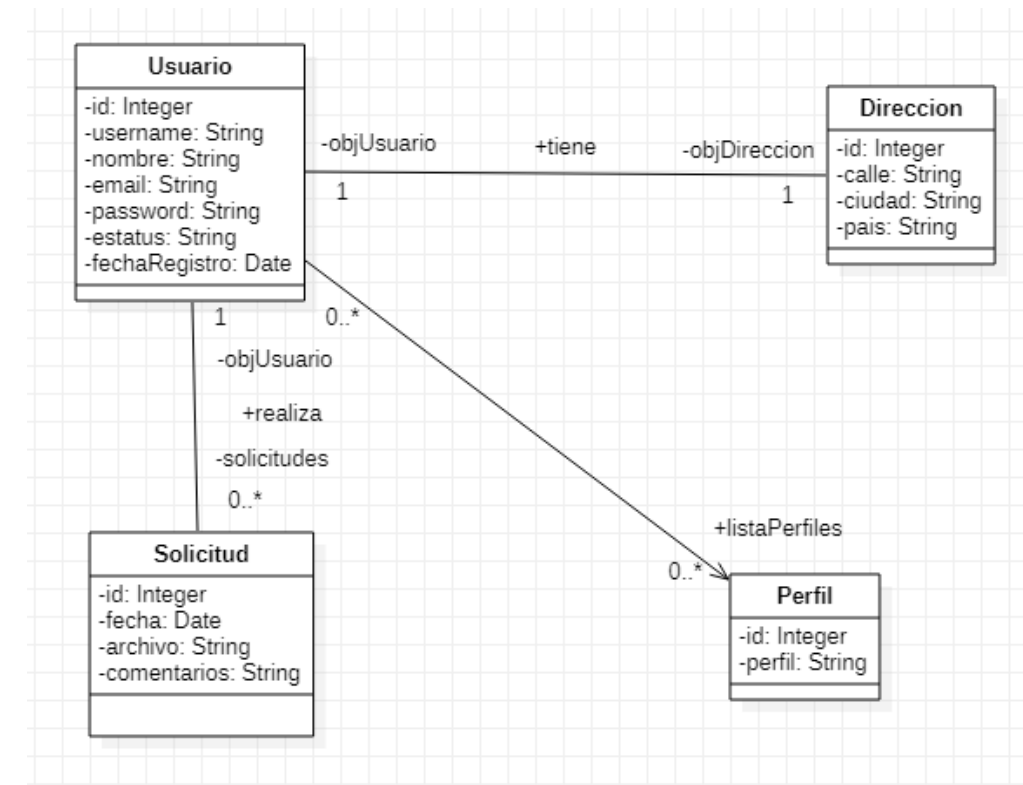 Usuario
-id: Integer
-username: String
-nombre: String
-email: String
-password: String
-estatus: String
-fechaRegistro: Date
-objUsuario
+tiene
-objDireccion
1
1
Direccion
-id: Integer
-calle: String
-ciudad: String
-pais: String
1
0..*
-objUsuario
+realiza
-solicitudes
0..*
Solicitud
-id: Integer
-fecha: Date
-archivo: String
-comentarios: String
+listaPerfiles
0..*
Perfil
-id: Integer
-perfil: String